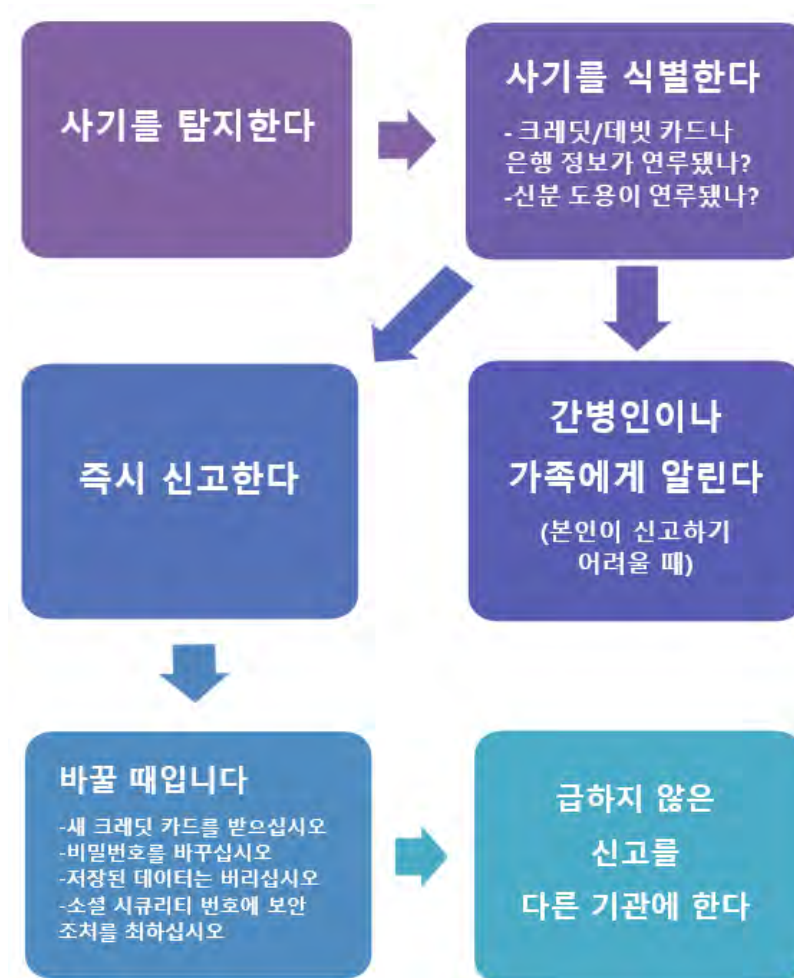 사기를 탐지한다
사기를 식별한다
- 크레딧/데빗 카드나
은행 정보가 연루됐나?
-신분 도용이 연루됐나?
즉시 신고한다
간병인이나
가족에게 알린다
(본인이 신고하기
어려울 때)
바꿀 때입니다
-새 크레딧 카드를 받으십시오
-비밀번호를 바꾸십시오
-저장된 데이터는 버리십시오
-소셜 시큐리티 번호에 보안
조처를 최하십시오
급하지 않은
신고를
다른 기관에 한다